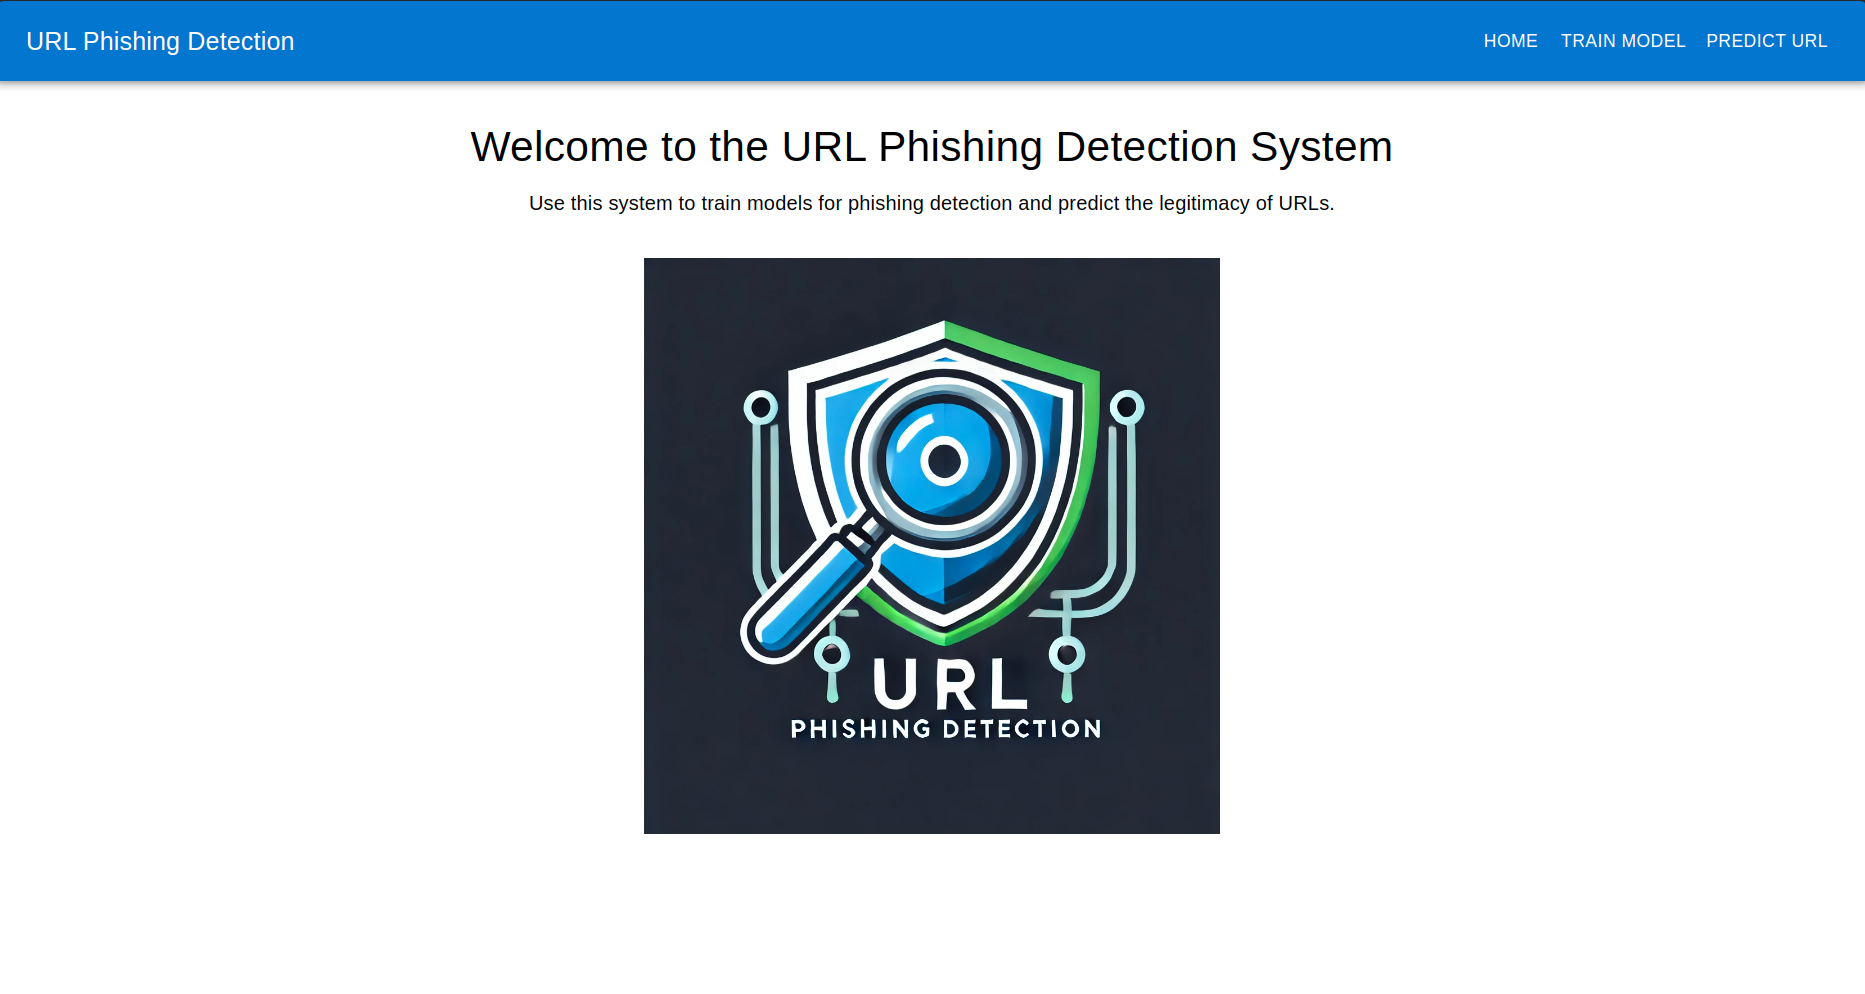 URL Phishing Detection
HOME TRAIN MODEL PREDICT URL
Welcome to the URL Phishing Detection System
Use this system to train models for phishing detection and predict the legitimacy of URLs.
URL
PHISHING DETECTION